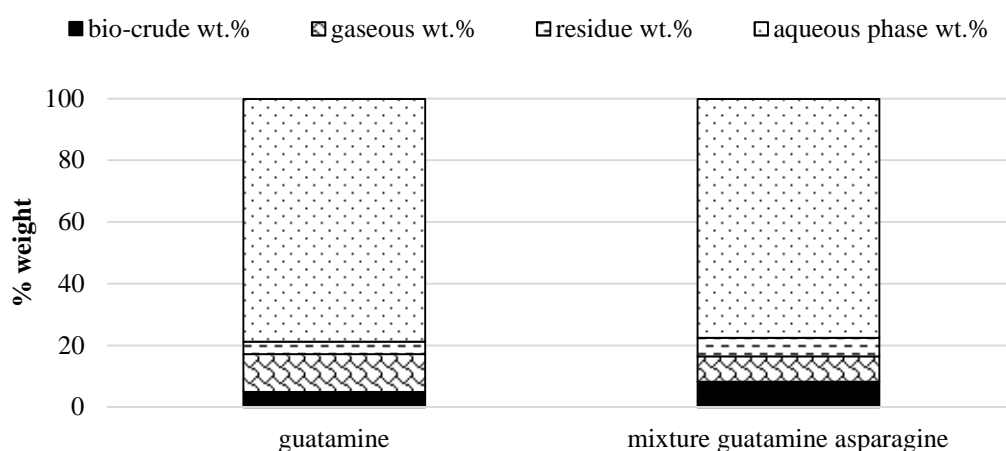 bio-crude wt.% gaseous wt.% residue wt.% aqueous phase wt.%
100
80
60
40
20
0
% weight
guatamine mixture guatamine asparagine